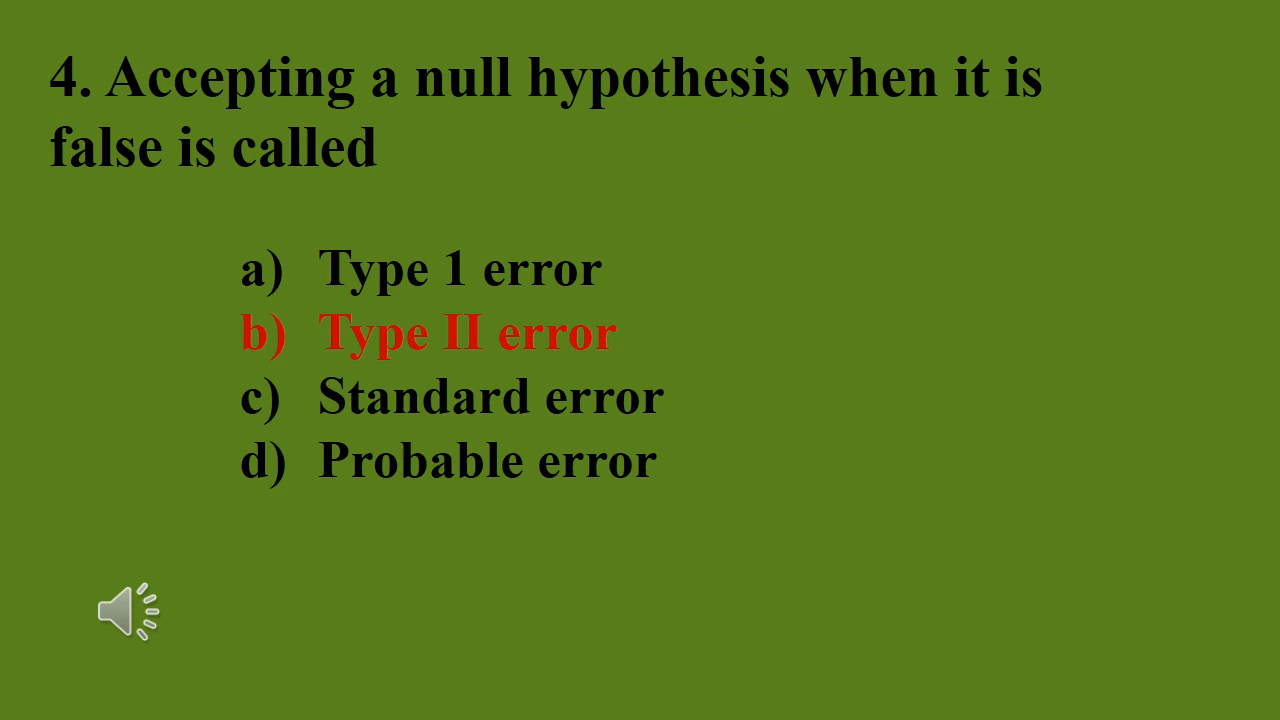 4. Accepting a null hypothesis when it is
false is called
a) Type 1 error
b) Type II error
c) Standard error
d) Probable error